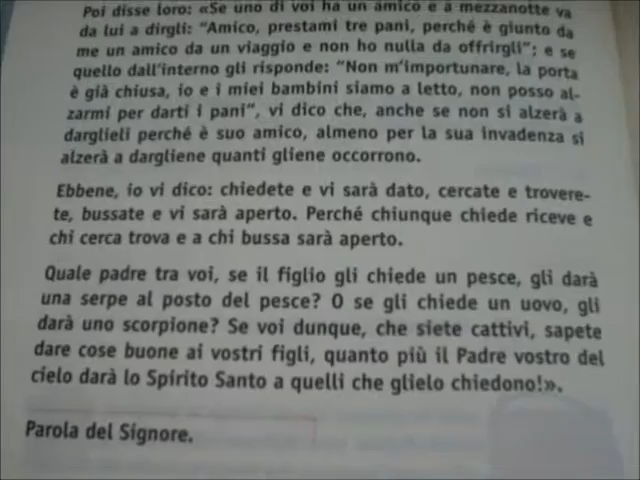 Poi disse loro: «Se uno di voi ha un amico e a mezzanotte va
da lui a dirgli: “Amico, prestami tre pani, perché è giunto da
me un amico da un viaggio e non ho nulla da offrirgli”; e se
quello dall'interno gli risponde: “Non m'importunare, la porta
è già chiusa, io e i miei bambini siamo a letto, non posso al-
zarmi per darti i pani”, vi dico che, anche se non si alzerà a
darglieli perché è suo amico, almeno per la sua invadenza si
alzerà a dargliene quanti gliene occorrono.
Ebbene, io vi dico: chiedete e vi sarà dato, cercate e trovere-
te, bussate e vi sarà aperto. Perché chiunque chiede riceve e
chi cerca trova e a chi bussa sarà aperto.
Quale padre tra voi, se il figlio gli chiede un pesce, gli darà
una serpe al posto del pesce? O se gli chiede un uovo, gli
darà uno scorpione? Se voi dunque, che siete cattivi, sapete
dare cose buone ai vostri figli, quanto più il Padre vostro del
cielo darà lo Spirito Santo a quelli che glielo chiedono!».
Parola del Signore.